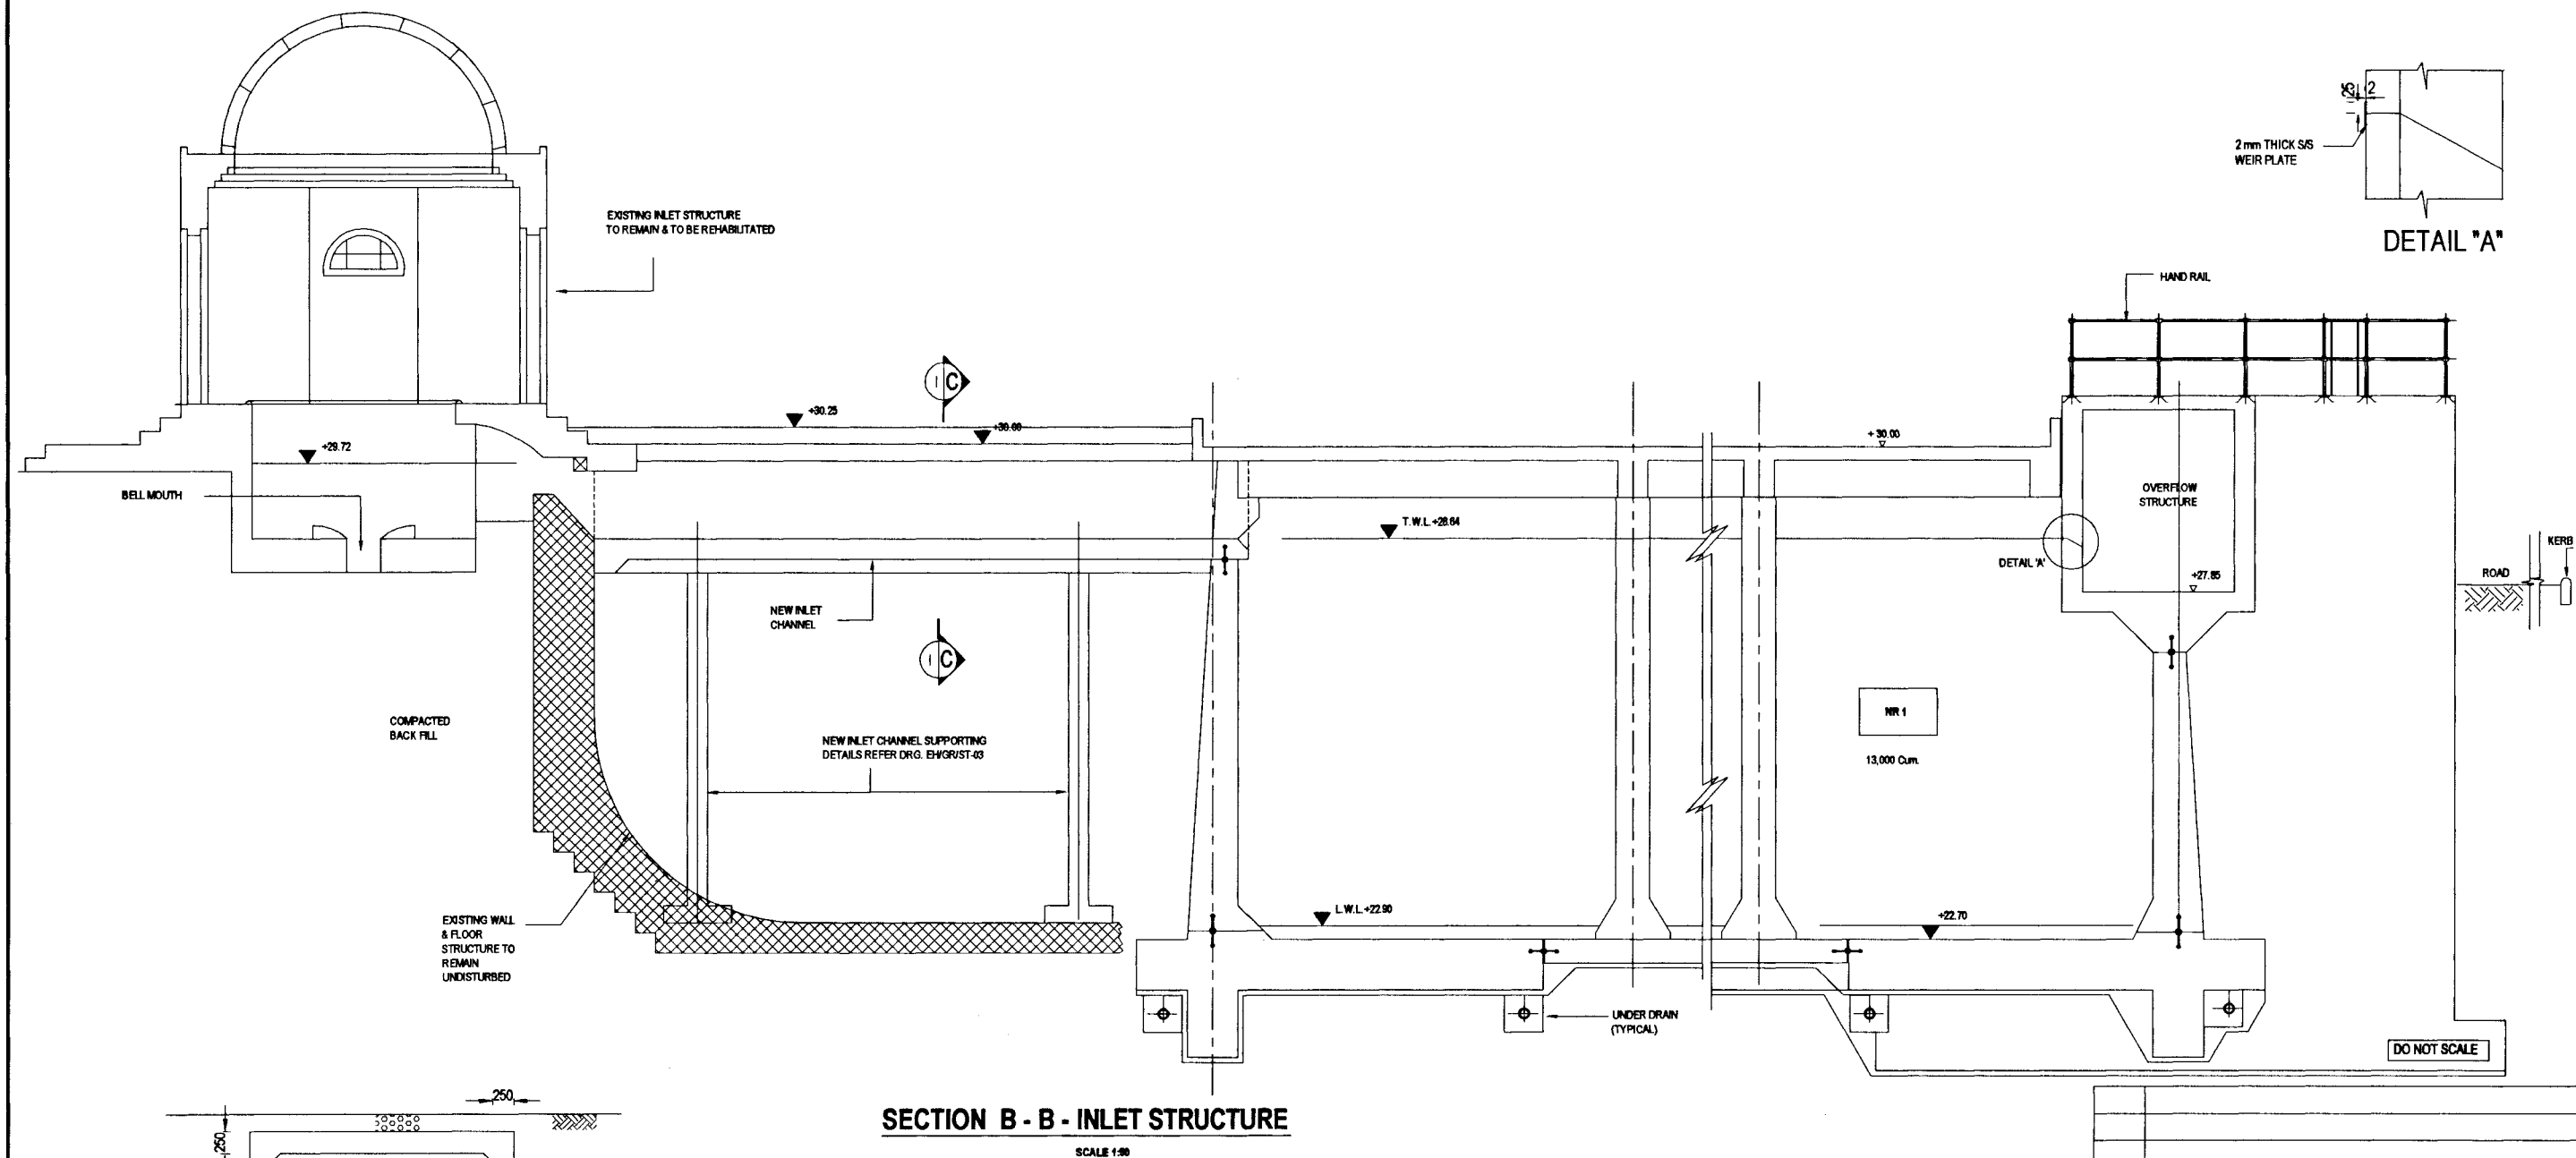 2
2 mm THICK S/S
WEIR PLATE
DETAIL "A"
EXISTING INLET STRUCTURE
TO REMAIN & TO BE REHABILITATED
HAND RAIL
C
+30.25
+30.00
+29.72
+30.00
BELL MOUTH
OVERFLOW
STRUCTURE
T.W.L.+28.64
KERB
DETAIL 'A'
ROAD
+27.85
NEW INLET
CHANNEL
C
NR 1
COMPACTED
BACK FILL
NEW INLET CHANNEL SUPPORTING
DETAILS REFER DRG. EH/GR/ST-03
13,000 Cum.
L.W.L.+22.90
+22.70
EXISTING WALL
& FLOOR
STRUCTURE TO
REMAIN
UNDISTURBED
UNDER DRAIN
(TYPICAL)
DO NOT SCALE
250
250
SECTION B - B - INLET STRUCTURE